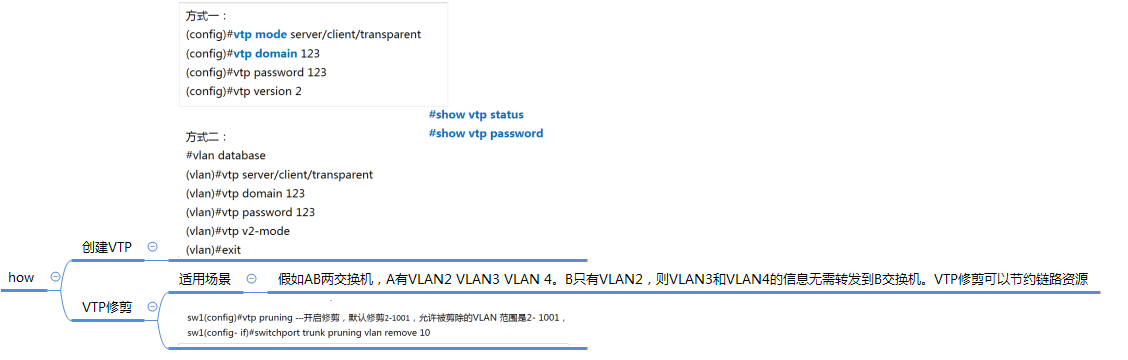 方式一：
(config)#vtp mode server/client/transparent
(config)#vtp domain 123
(config)#vtp password 123
(config)#vtp version 2
#show vtp status
#show vtp password
方式二：
#vlan database
(vlan)#vtp server/client/transparent
(vlan)#vtp domain 123
(vlan)#vtp password 123
(vlan)#vtp v2-mode
(vlan)#exit
创建VTP
how
适用场景
假如AB两交换机，A有VLAN2 VLAN3 VLAN 4。B只有VLAN2，则VLAN3和VLAN4的信息无需转发到B交换机。VTP修剪可以节约链路资源
VTP修剪
sw1(config)#vtp pruning ---开启修剪，默认修剪2-1001，允许被剪除的VLAN 范围是2- 1001，
sw1(config- if)#switchport trunk pruning vlan remove 10